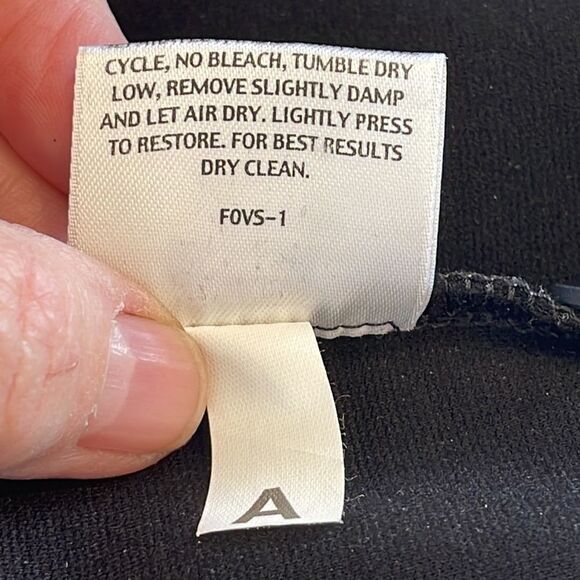 CYCLE, NO BLEACH, TUMBLE DRY
LOW, REMOVE SLIGHTLY DAMP
AND LET AIR DRY. LIGHTLY PRESS
TO RESTORE. FOR BEST RESULTS
DRY CLEAN.
F0VS-1
A